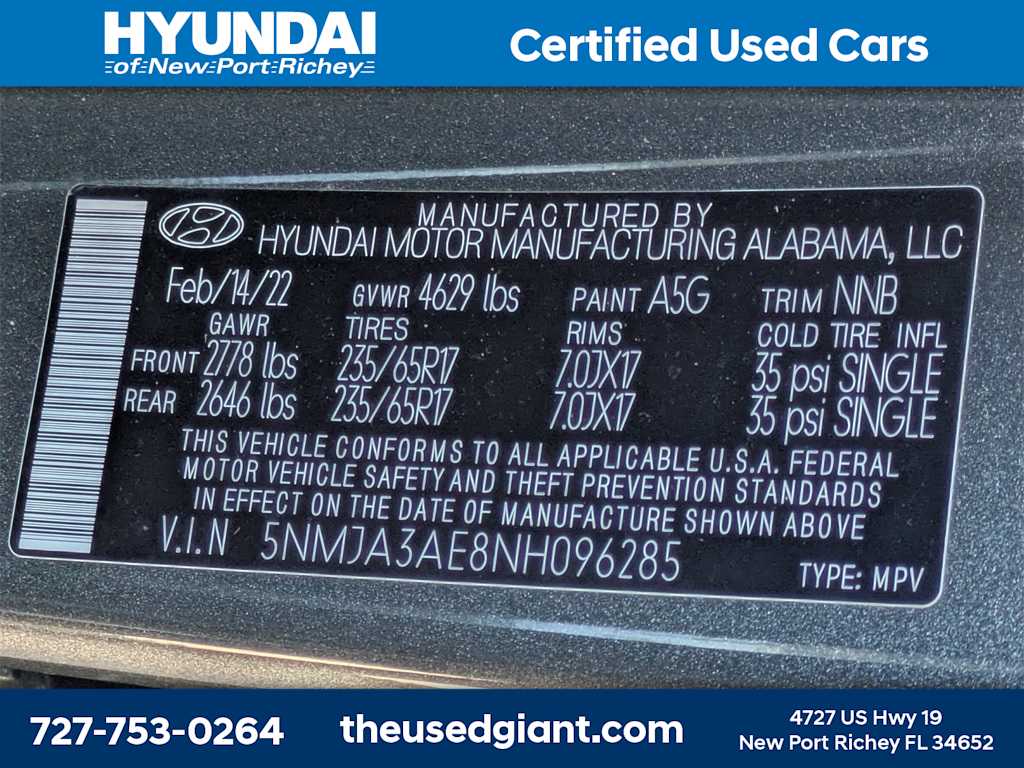 HYUNDAI
of New Port Richey
Certified Used Cars
MANUFACTURED BY
HYUNDAI MOTOR MANUFACTURING ALABAMA, LLC
Feb/14/22 GVWR 4629 lbs PAINT A5G TRIM NNB
GAWR TIRES RIMS COLD TIRE INFL
FRONT 2778 lbs 235/65R17 7.0JX17 35 psi SINGLE
REAR 2646 lbs 235/65R17 7.0JX17 35 psi SINGLE
THIS VEHICLE CONFORMS TO ALL APPLICABLE U.S.A. FEDERAL
MOTOR VEHICLE SAFETY AND THEFT PREVENTION STANDARDS
IN EFFECT ON THE DATE OF MANUFACTURE SHOWN ABOVE
V.I.N 5NMJA3AE8NH096285
TYPE: MPV
727-753-0264
theusedgiant.com
4727 US Hwy 19
New Port Richey FL 34652